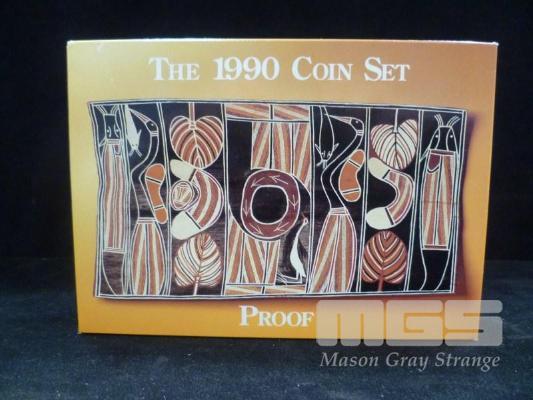 The 1990 Coin Set
Proof
MGS
Mason Gray Strange